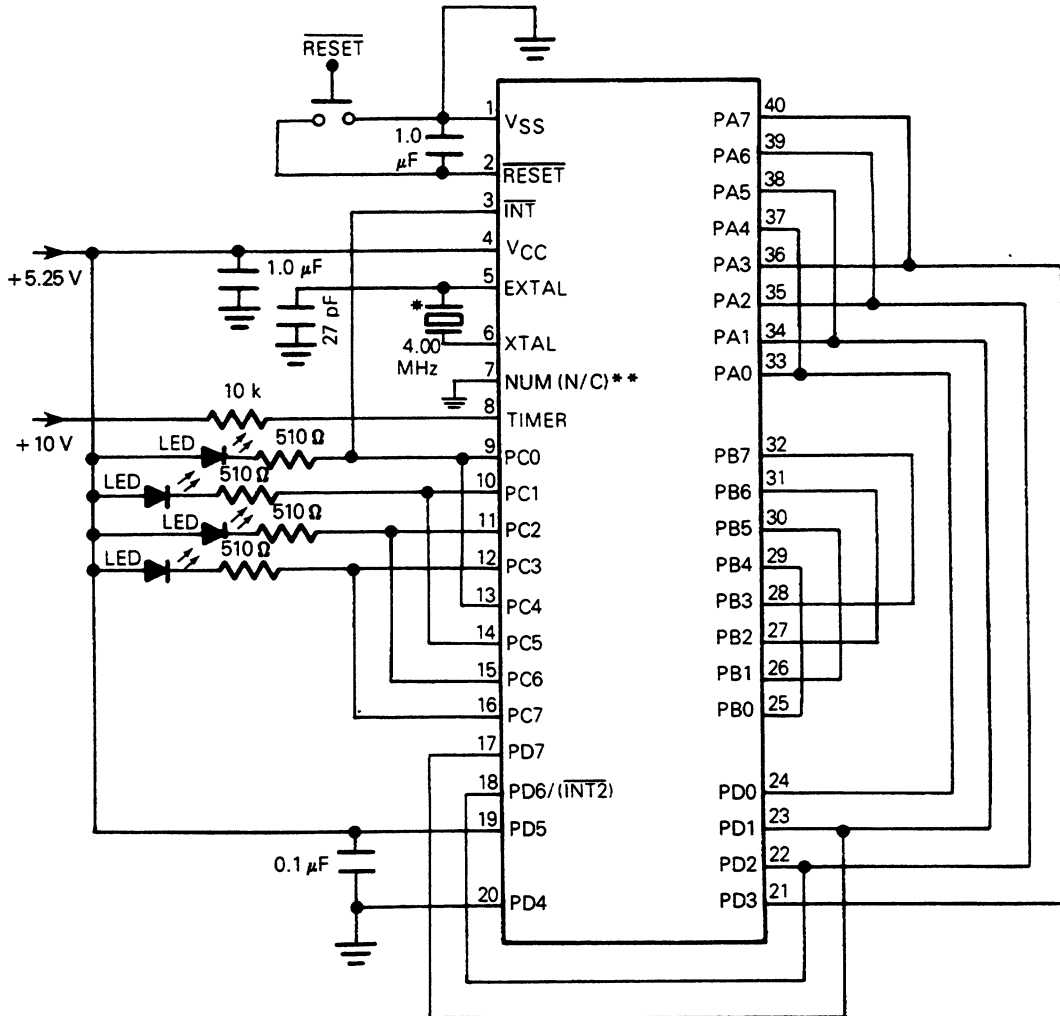 RESET
1 VSS
1.0 μF
2 RESET
3 INT
4 VCC
+5.25 V
1.0 μF
5 EXTAL
27 pF
*
6 XTAL
4.00 MHz
7 NUM (N/C)**
10 k
8 TIMER
+10 V
LED
510 Ω
9 PC0
LED
510 Ω
10 PC1
LED
510 Ω
11 PC2
LED
510 Ω
12 PC3
13 PC4
14 PC5
15 PC6
16 PC7
17 PD7
18 PD6/(INT2)
19 PD5
0.1 μF
20 PD4
PA7 40
PA6 39
PA5 38
PA4 37
PA3 36
PA2 35
PA1 34
PA0 33
PB7 32
PB6 31
PB5 30
PB4 29
PB3 28
PB2 27
PB1 26
PB0 25
PD0 24
PD1 23
PD2 22
PD3 21